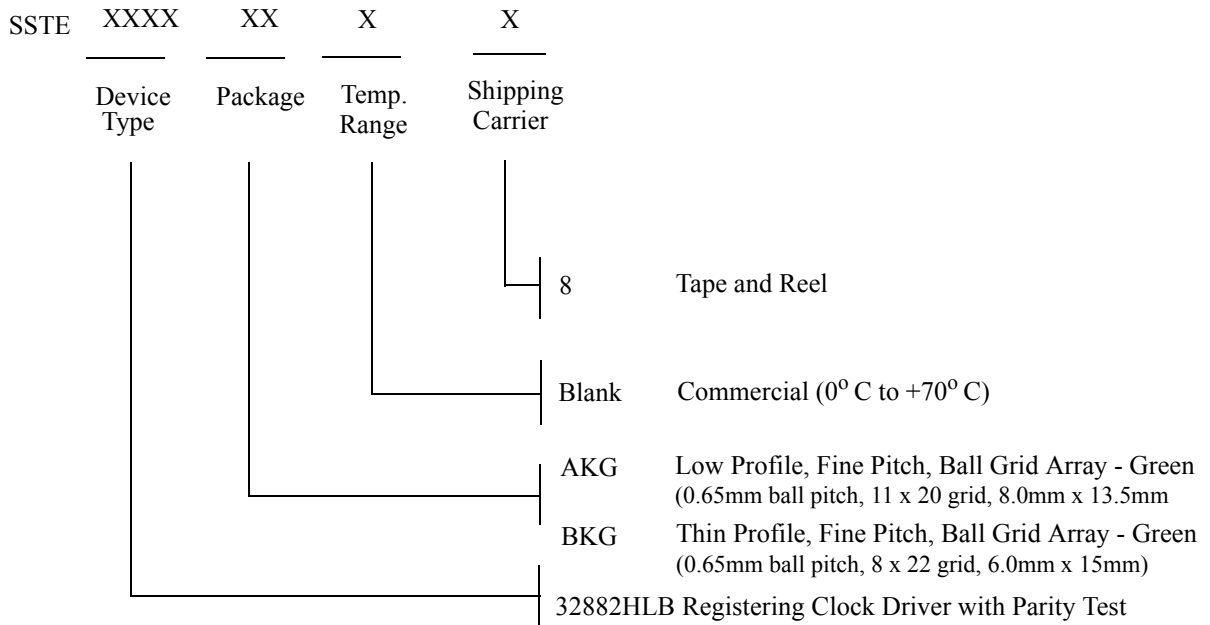 SSTE XXXX XX X X
Device Type
Package
Temp. Range
Shipping Carrier
8 Tape and Reel
Blank Commercial (0o C to +70o C)
AKG Low Profile, Fine Pitch, Ball Grid Array - Green
(0.65mm ball pitch, 11 x 20 grid, 8.0mm x 13.5mm
BKG Thin Profile, Fine Pitch, Ball Grid Array - Green
(0.65mm ball pitch, 8 x 22 grid, 6.0mm x 15mm)
32882HLB Registering Clock Driver with Parity Test